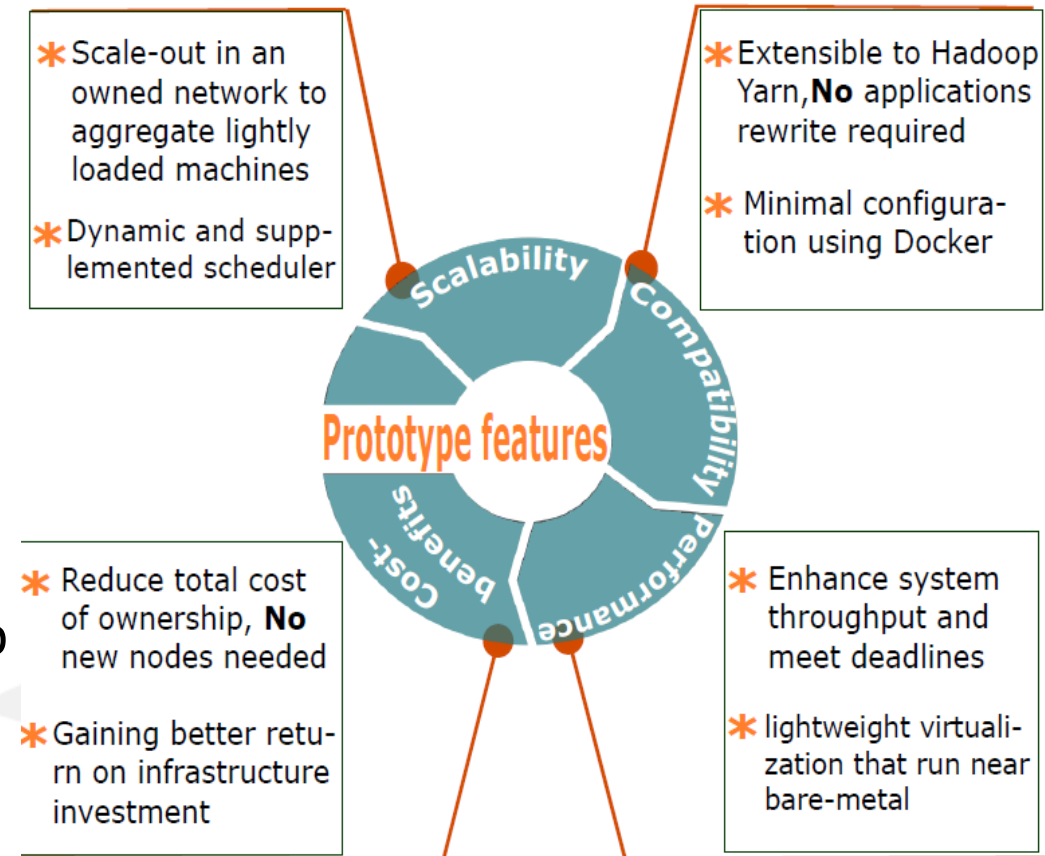 * Scale-out in an
owned network to
aggregate lightly
loaded machines
* Dynamic and supp-
lemented scheduler
* Extensible to Hadoop
Yarn,No applications
rewrite required
* Minimal configura-
tion using Docker
Scalability
Compatibility
Performance
Cost-
benefits
Prototype features
* Reduce total cost
of ownership, No
new nodes needed
* Gaining better retu-
rn on infrastructure
investment
* Enhance system
throughput and
meet deadlines
* lightweight virtuali-
zation that run near
bare-metal